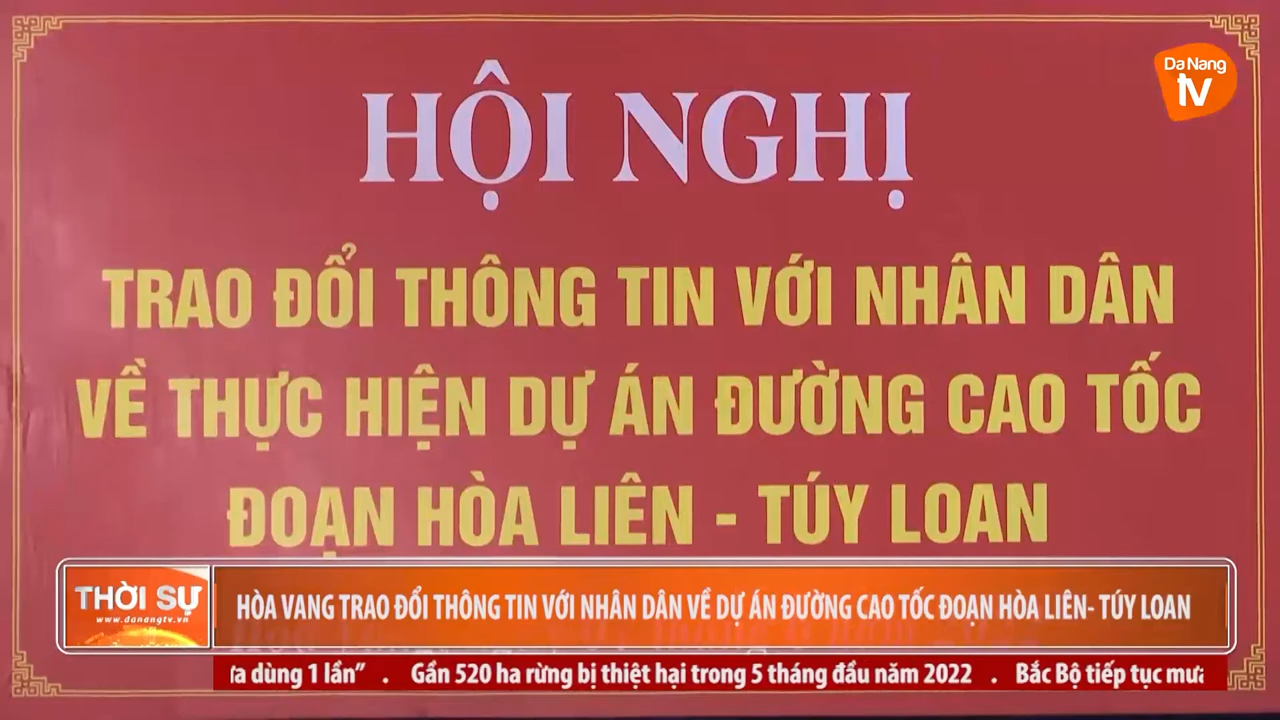 Da Nang
tv
HỘI NGHỊ
TRAO ĐỔI THÔNG TIN VỚI NHÂN DÂN
VỀ THỰC HIỆN DỰ ÁN ĐƯỜNG CAO TỐC
ĐOẠN HÒA LIÊN - TÚY LOAN
THỜI SỰ
www.danangtv.vn
HÒA VANG TRAO ĐỔI THÔNG TIN VỚI NHÂN DÂN VỀ DỰ ÁN ĐƯỜNG CAO TỐC ĐOẠN HÒA LIÊN- TÚY LOAN
dùng 1 lần” . Gần 520 ha rừng bị thiệt hại trong 5 tháng đầu năm 2022 . Bắc Bộ tiếp tục